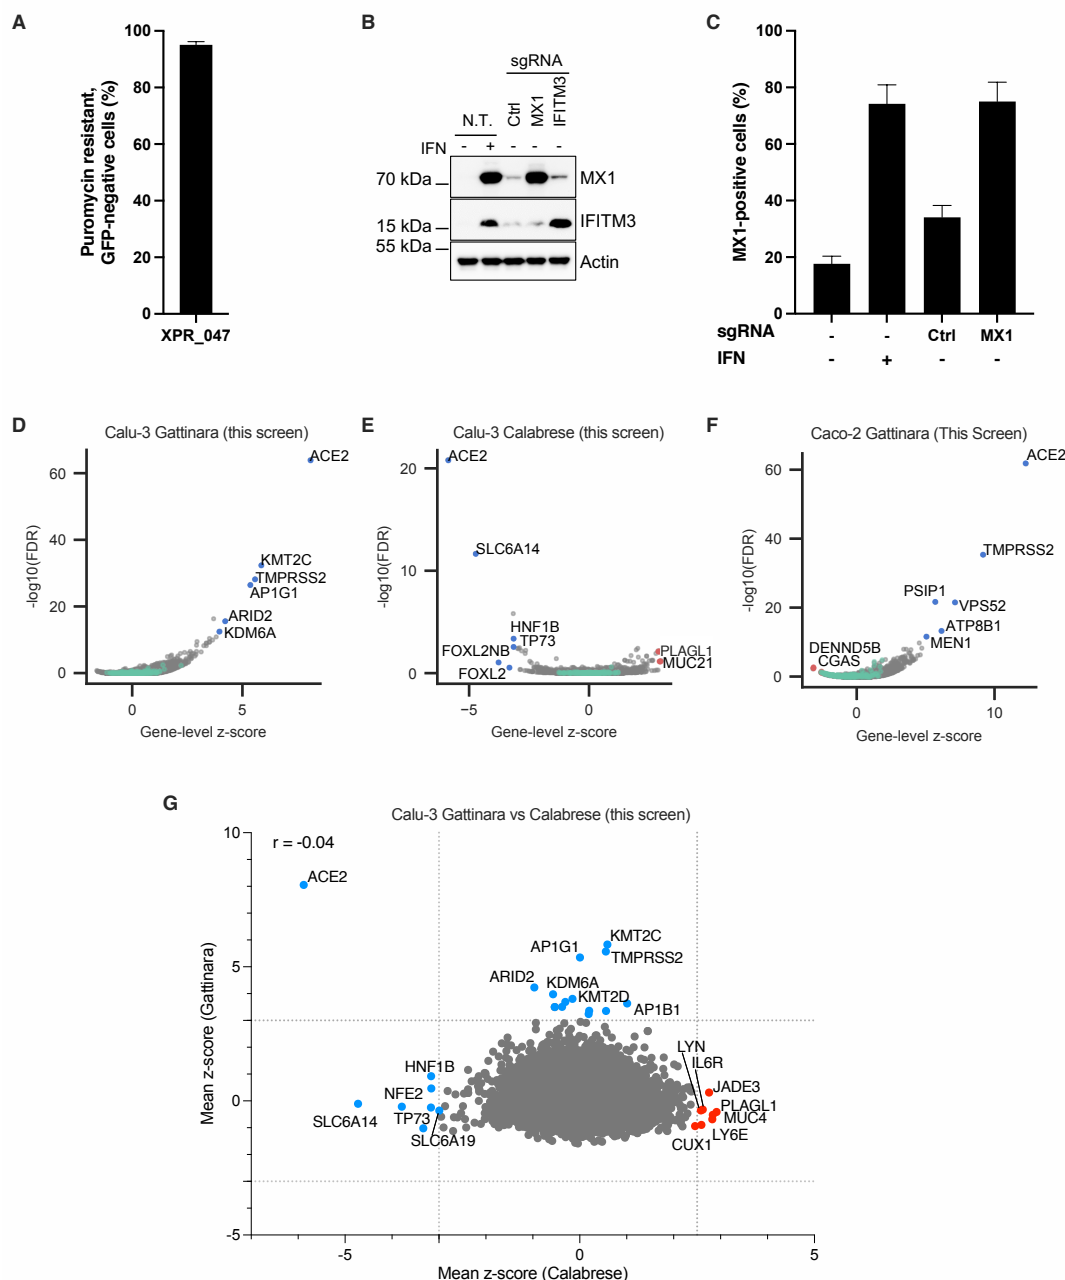 A
100
80
60
40
20
0
Puromycin resistant,
GFP-negative cells (%)
XPR_047
B
sgRNA
N.T.
Ctrl
MX1
IFITM3
IFN - + - - -
70 kDa
MX1
15 kDa
IFITM3
55 kDa
Actin
C
100
80
60
40
20
0
MX1-positive cells (%)
sgRNA - - Ctrl MX1
IFN - + - -
D
Calu-3 Gattinara (this screen)
60
40
20
0
-log10(FDR)
ACE2
KMT2C
TMPRSS2
AP1G1
ARID2
KDM6A
0 5
Gene-level z-score
E
Calu-3 Calabrese (this screen)
20
10
0
-log10(FDR)
ACE2
SLC6A14
HNF1B
TP73
FOXL2NB
FOXL2
PLAGL1
MUC21
−5 0
Gene-level z-score
F
Caco-2 Gattinara (This Screen)
60
40
20
0
-log10(FDR)
ACE2
TMPRSS2
PSIP1
VPS52
ATP8B1
MEN1
DENND5B
CGAS
0 10
Gene-level z-score
G
Calu-3 Gattinara vs Calabrese (this screen)
10
5
0
-5
Mean z-score (Gattinara)
r = -0.04
ACE2
KMT2C
AP1G1
TMPRSS2
ARID2
KDM6A
KMT2D
AP1B1
LYN
IL6R
HNF1B
JADE3
NFE2
PLAGL1
SLC6A14
TP73
MUC4
SLC6A19
LY6E
CUX1
-5 0 5
Mean z-score (Calabrese)